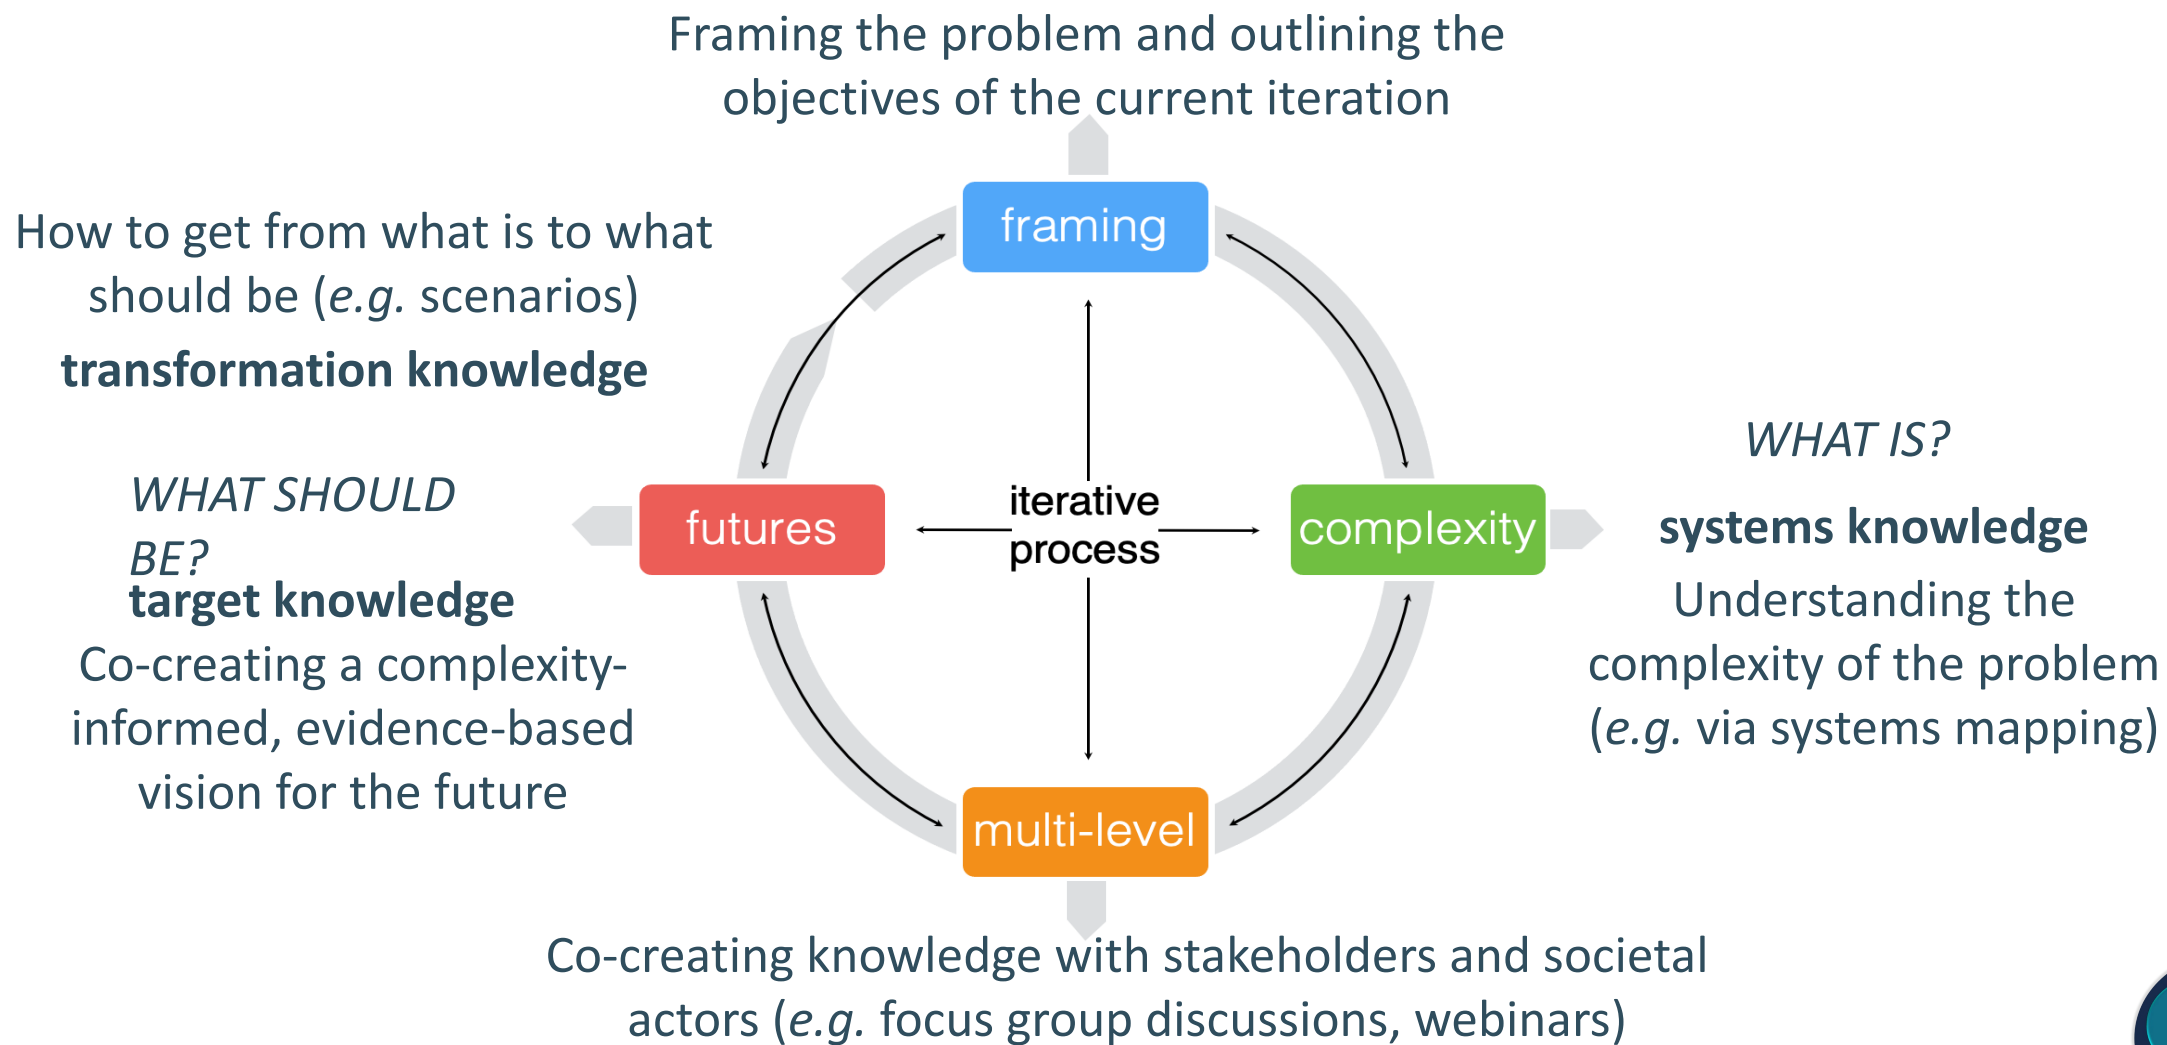 Framing the problem and outlining the
objectives of the current iteration
framing
How to get from what is to what
should be (e.g. scenarios)
transformation knowledge
WHAT SHOULD
BE?
target knowledge
Co-creating a complexity-
informed, evidence-based
vision for the future
futures
iterative
process
complexity
WHAT IS?
systems knowledge
Understanding the
complexity of the problem
(e.g. via systems mapping)
multi-level
Co-creating knowledge with stakeholders and societal
actors (e.g. focus group discussions, webinars)